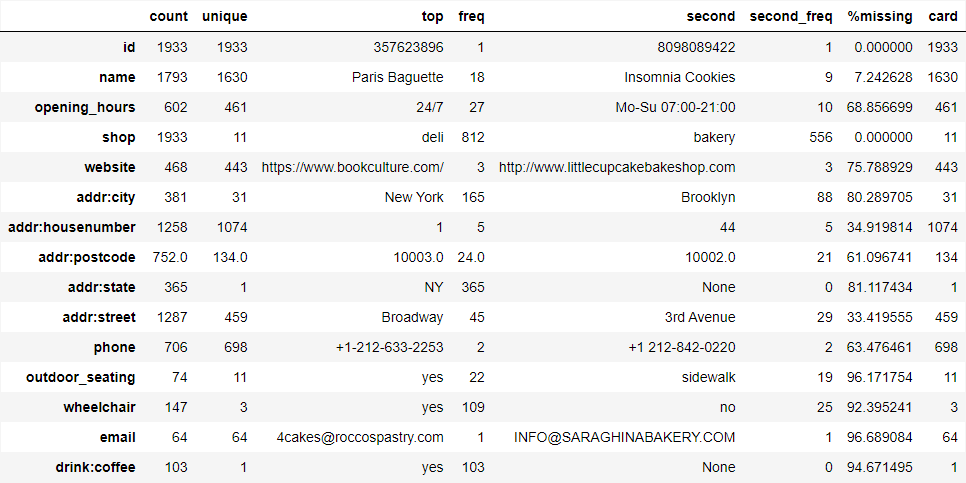 count unique top freq second second_freq %missing card
id 1933 1933 357623896 1 8098089422 1 0.000000 1933
name 1793 1630 Paris Baguette 18 Insomnia Cookies 9 7.242628 1630
opening_hours 602 461 24/7 27 Mo-Su 07:00-21:00 10 68.856699 461
shop 1933 11 deli 812 bakery 556 0.000000 11
website 468 443 https://www.bookculture.com/ 3 http://www.littlecupcakebakeshop.com 3 75.788929 443
addr:city 381 31 New York 165 Brooklyn 88 80.289705 31
addr:housenumber 1258 1074 1 5 44 5 34.919814 1074
addr:postcode 752.0 134.0 10003.0 24.0 10002.0 21 61.096741 134
addr:state 365 1 NY 365 None 0 81.117434 1
addr:street 1287 459 Broadway 45 3rd Avenue 29 33.419555 459
phone 706 698 +1-212-633-2253 2 +1 212-842-0220 2 63.476461 698
outdoor_seating 74 11 yes 22 sidewalk 19 96.171754 11
wheelchair 147 3 yes 109 no 25 92.395241 3
email 64 64 4cakes@roccospastry.com 1 INFO@SARAGHINABAKERY.COM 1 96.689084 64
drink:coffee 103 1 yes 103 None 0 94.671495 1